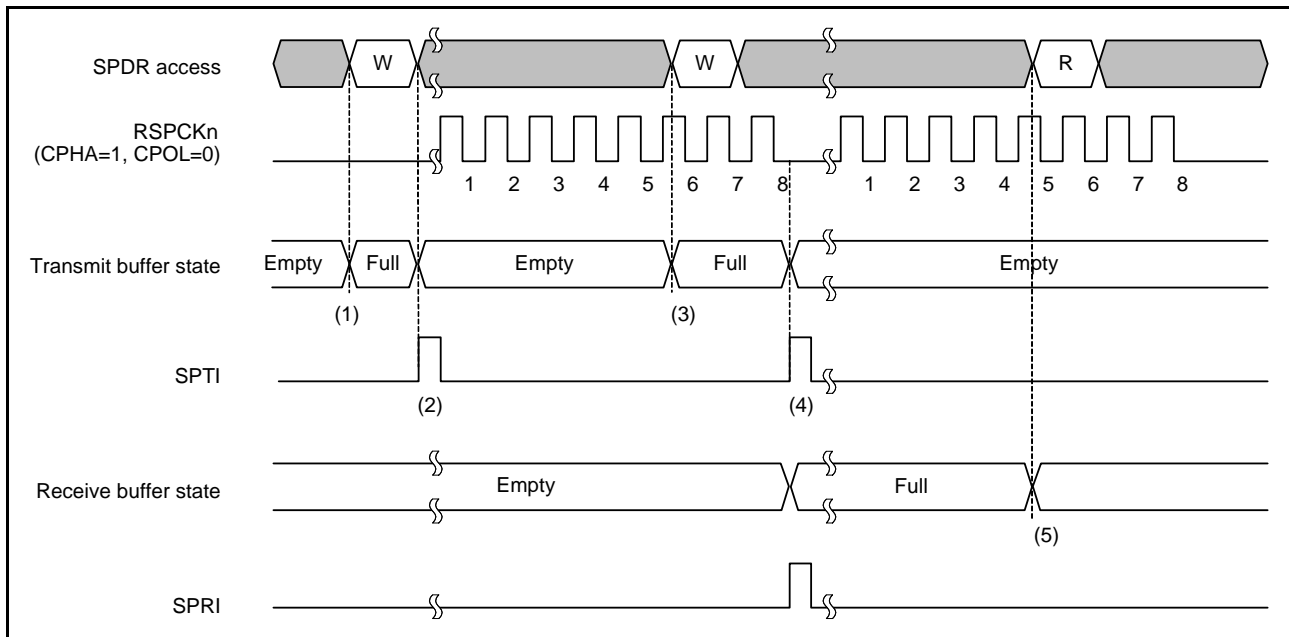 SPDR access W W R
RSPCKn
(CPHA=1, CPOL=0)
1 2 3 4 5 6 7 8 1 2 3 4 5 6 7 8
Transmit buffer state Empty Full Empty Full Empty
(1) (3)
SPTI
(2) (4)
Receive buffer state Empty Full
(5)
SPRI